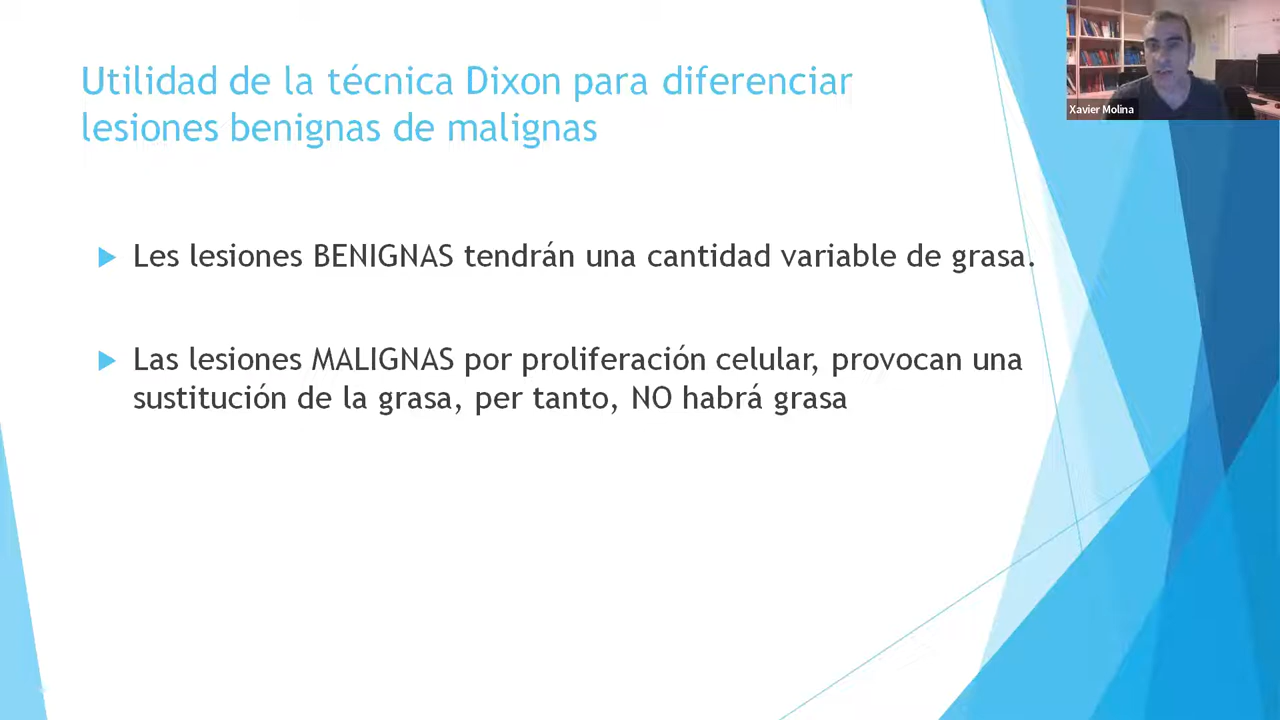 Utilidad de la técnica Dixon para diferenciar
lesiones benignas de malignas
Les lesiones BENIGNAS tendrán una cantidad variable de grasa.
Las lesiones MALIGNAS por proliferación celular, provocan una
sustitución de la grasa, per tanto, NO habrá grasa
Xavier Molina